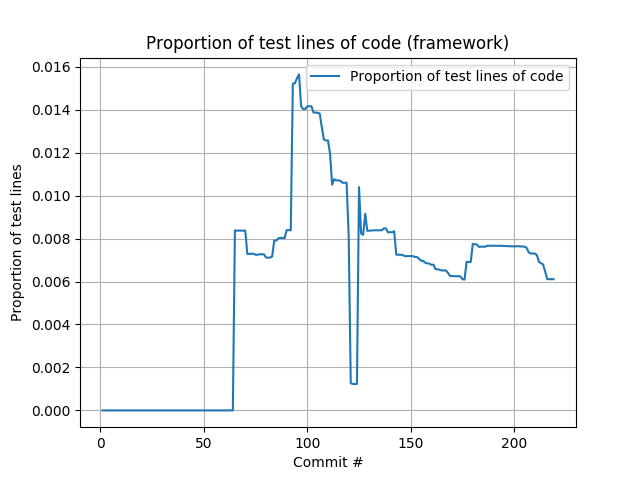 Proportion of test lines of code (framework)
Proportion of test lines of code
0.016
0.014
0.012
0.010
0.008
0.006
0.004
0.002
0.000
Proportion of test lines
0 50 100 150 200
Commit #